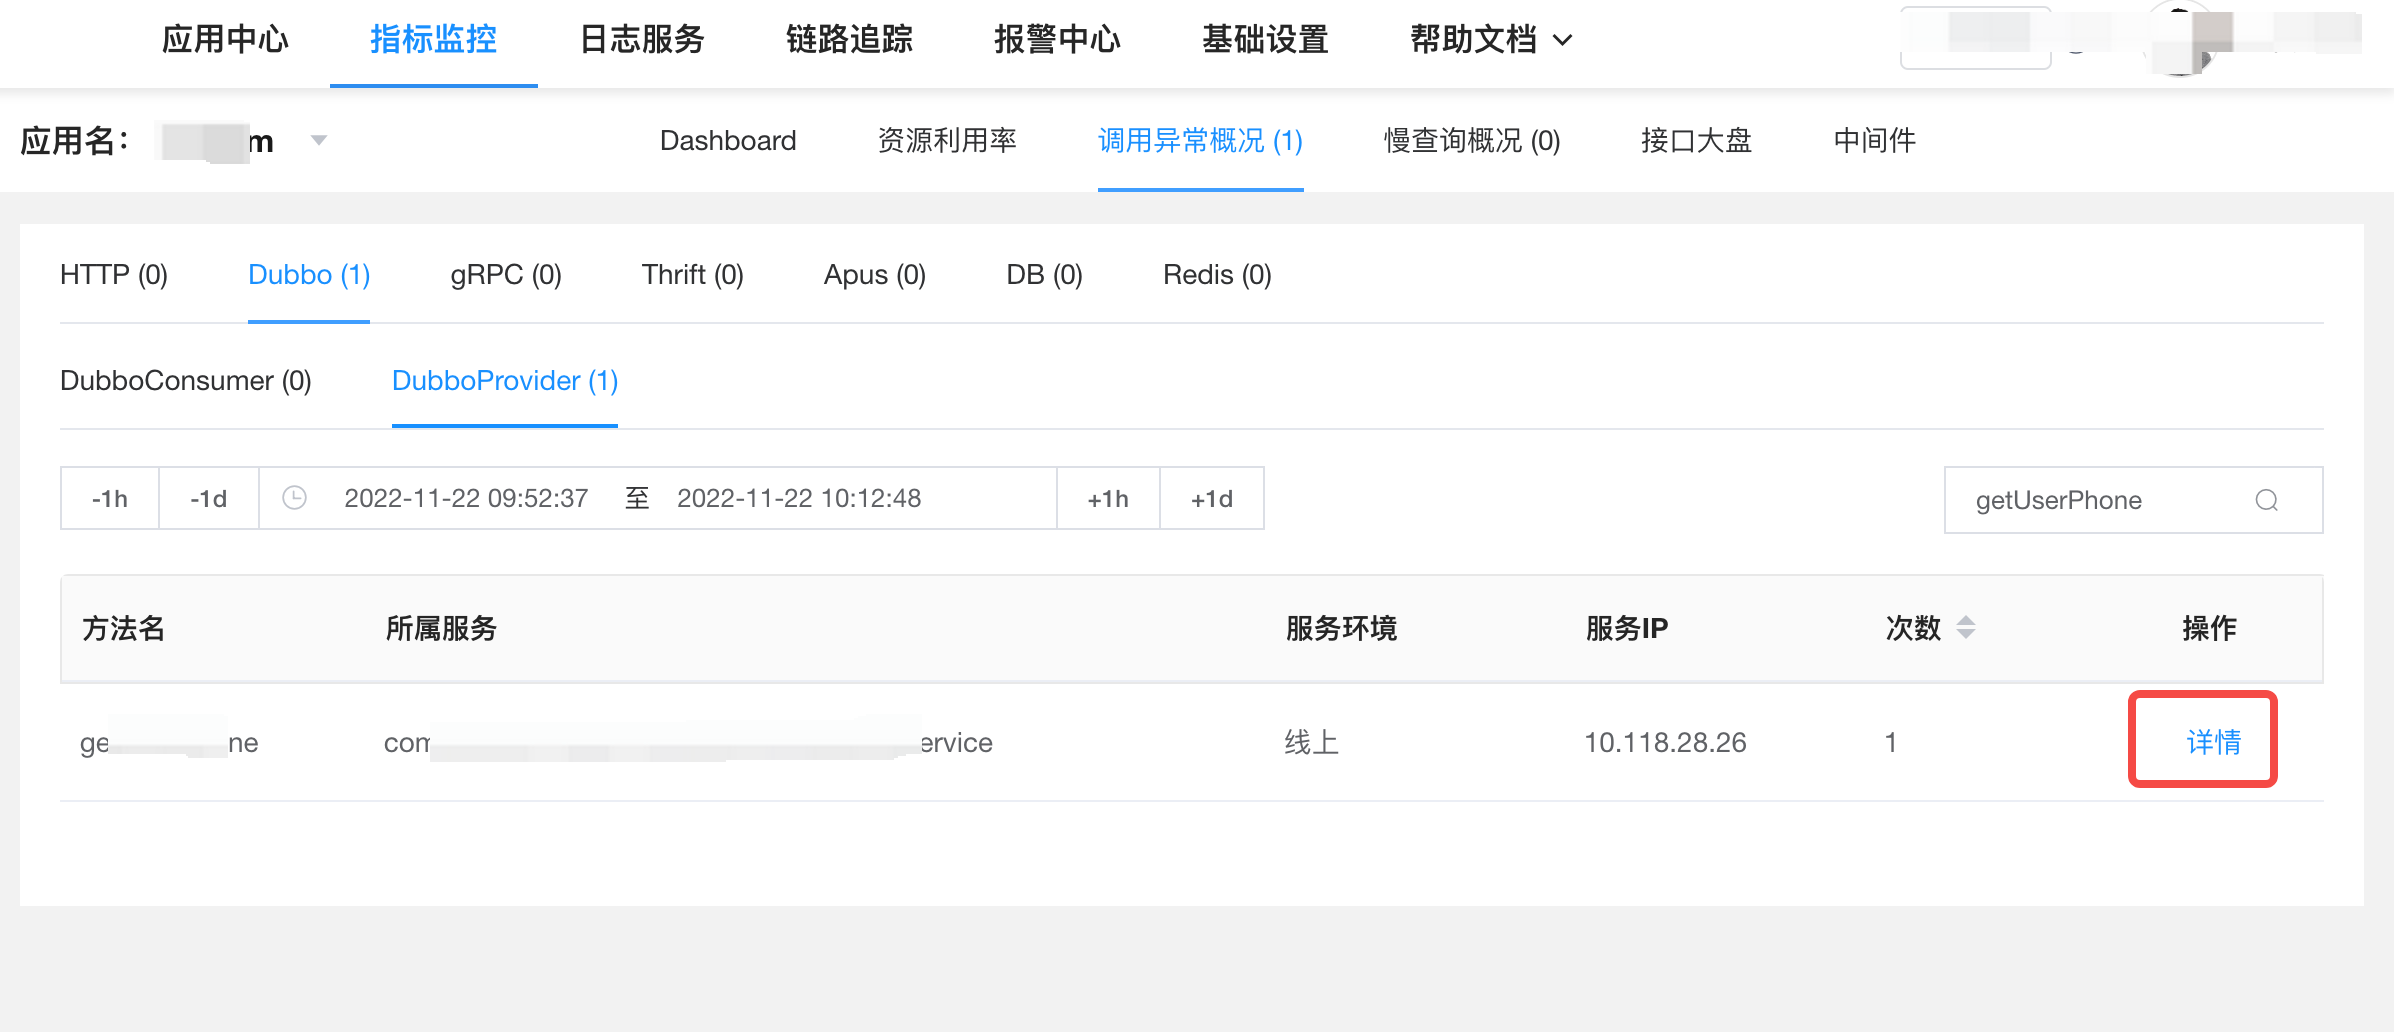 应用中心 指标监控 日志服务 链路追踪 报警中心 基础设置 帮助文档
应用名： m Dashboard 资源利用率 调用异常概况 (1) 慢查询概况 (0) 接口大盘 中间件
HTTP (0) Dubbo (1) gRPC (0) Thrift (0) Apus (0) DB (0) Redis (0)
DubboConsumer (0) DubboProvider (1)
-1h -1d 2022-11-22 09:52:37 至 2022-11-22 10:12:48 +1h +1d getUserPhone
方法名 所属服务 服务环境 服务IP 次数 操作
ge ne com ervice 线上 10.118.28.26 1 详情